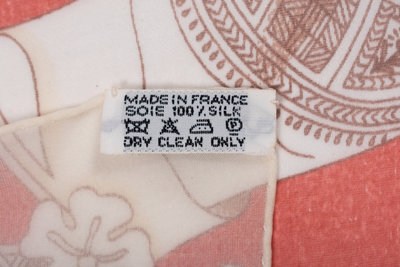 MADE IN FRANCE
SOIE 100% SILK
DRY CLEAN ONLY